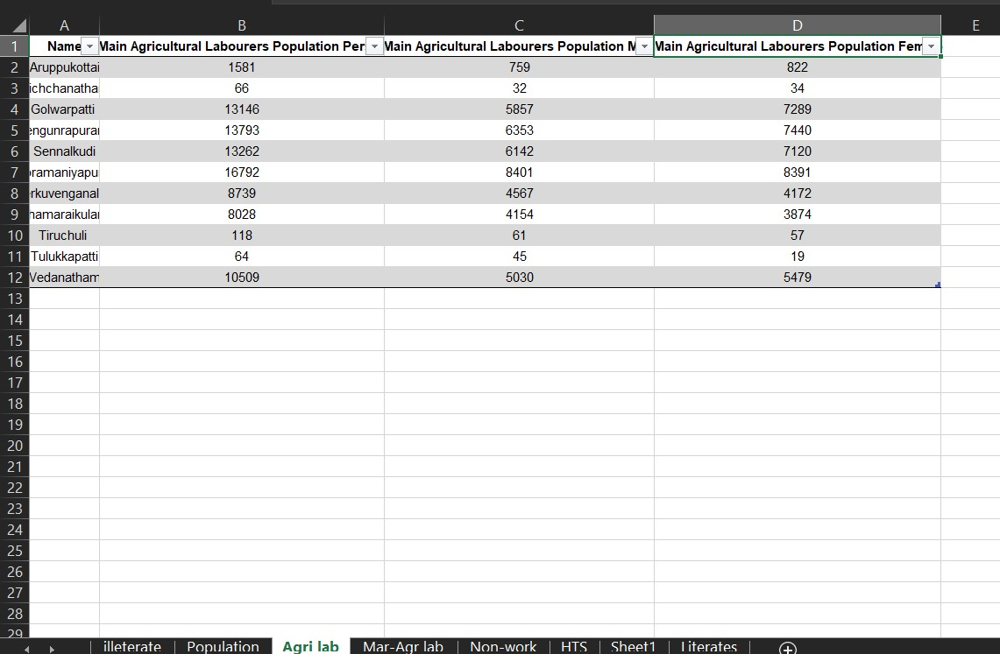 A B C D E
1 Name Main Agricultural Labourers Population Per Main Agricultural Labourers Population M Main Agricultural Labourers Population Fem
2 Aruppukottai 1581 759 822
3 ichchanatha 66 32 34
4 Golwarpatti 13146 5857 7289
5 engunrapura 13793 6353 7440
6 Sennalkudi 13262 6142 7120
7 ramaniyapu 16792 8401 8391
8 rkuvenganal 8739 4567 4172
9 hamaraikula 8028 4154 3874
10 Tiruchuli 118 61 57
11 Tulukkapatti 64 45 19
12 Vedanatham 10509 5030 5479
13
14
15
16
17
18
19
20
21
22
23
24
25
26
27
28
29
illeterate Population Agri lab Mar-Agr lab Non-work HTS Sheet1 Literates